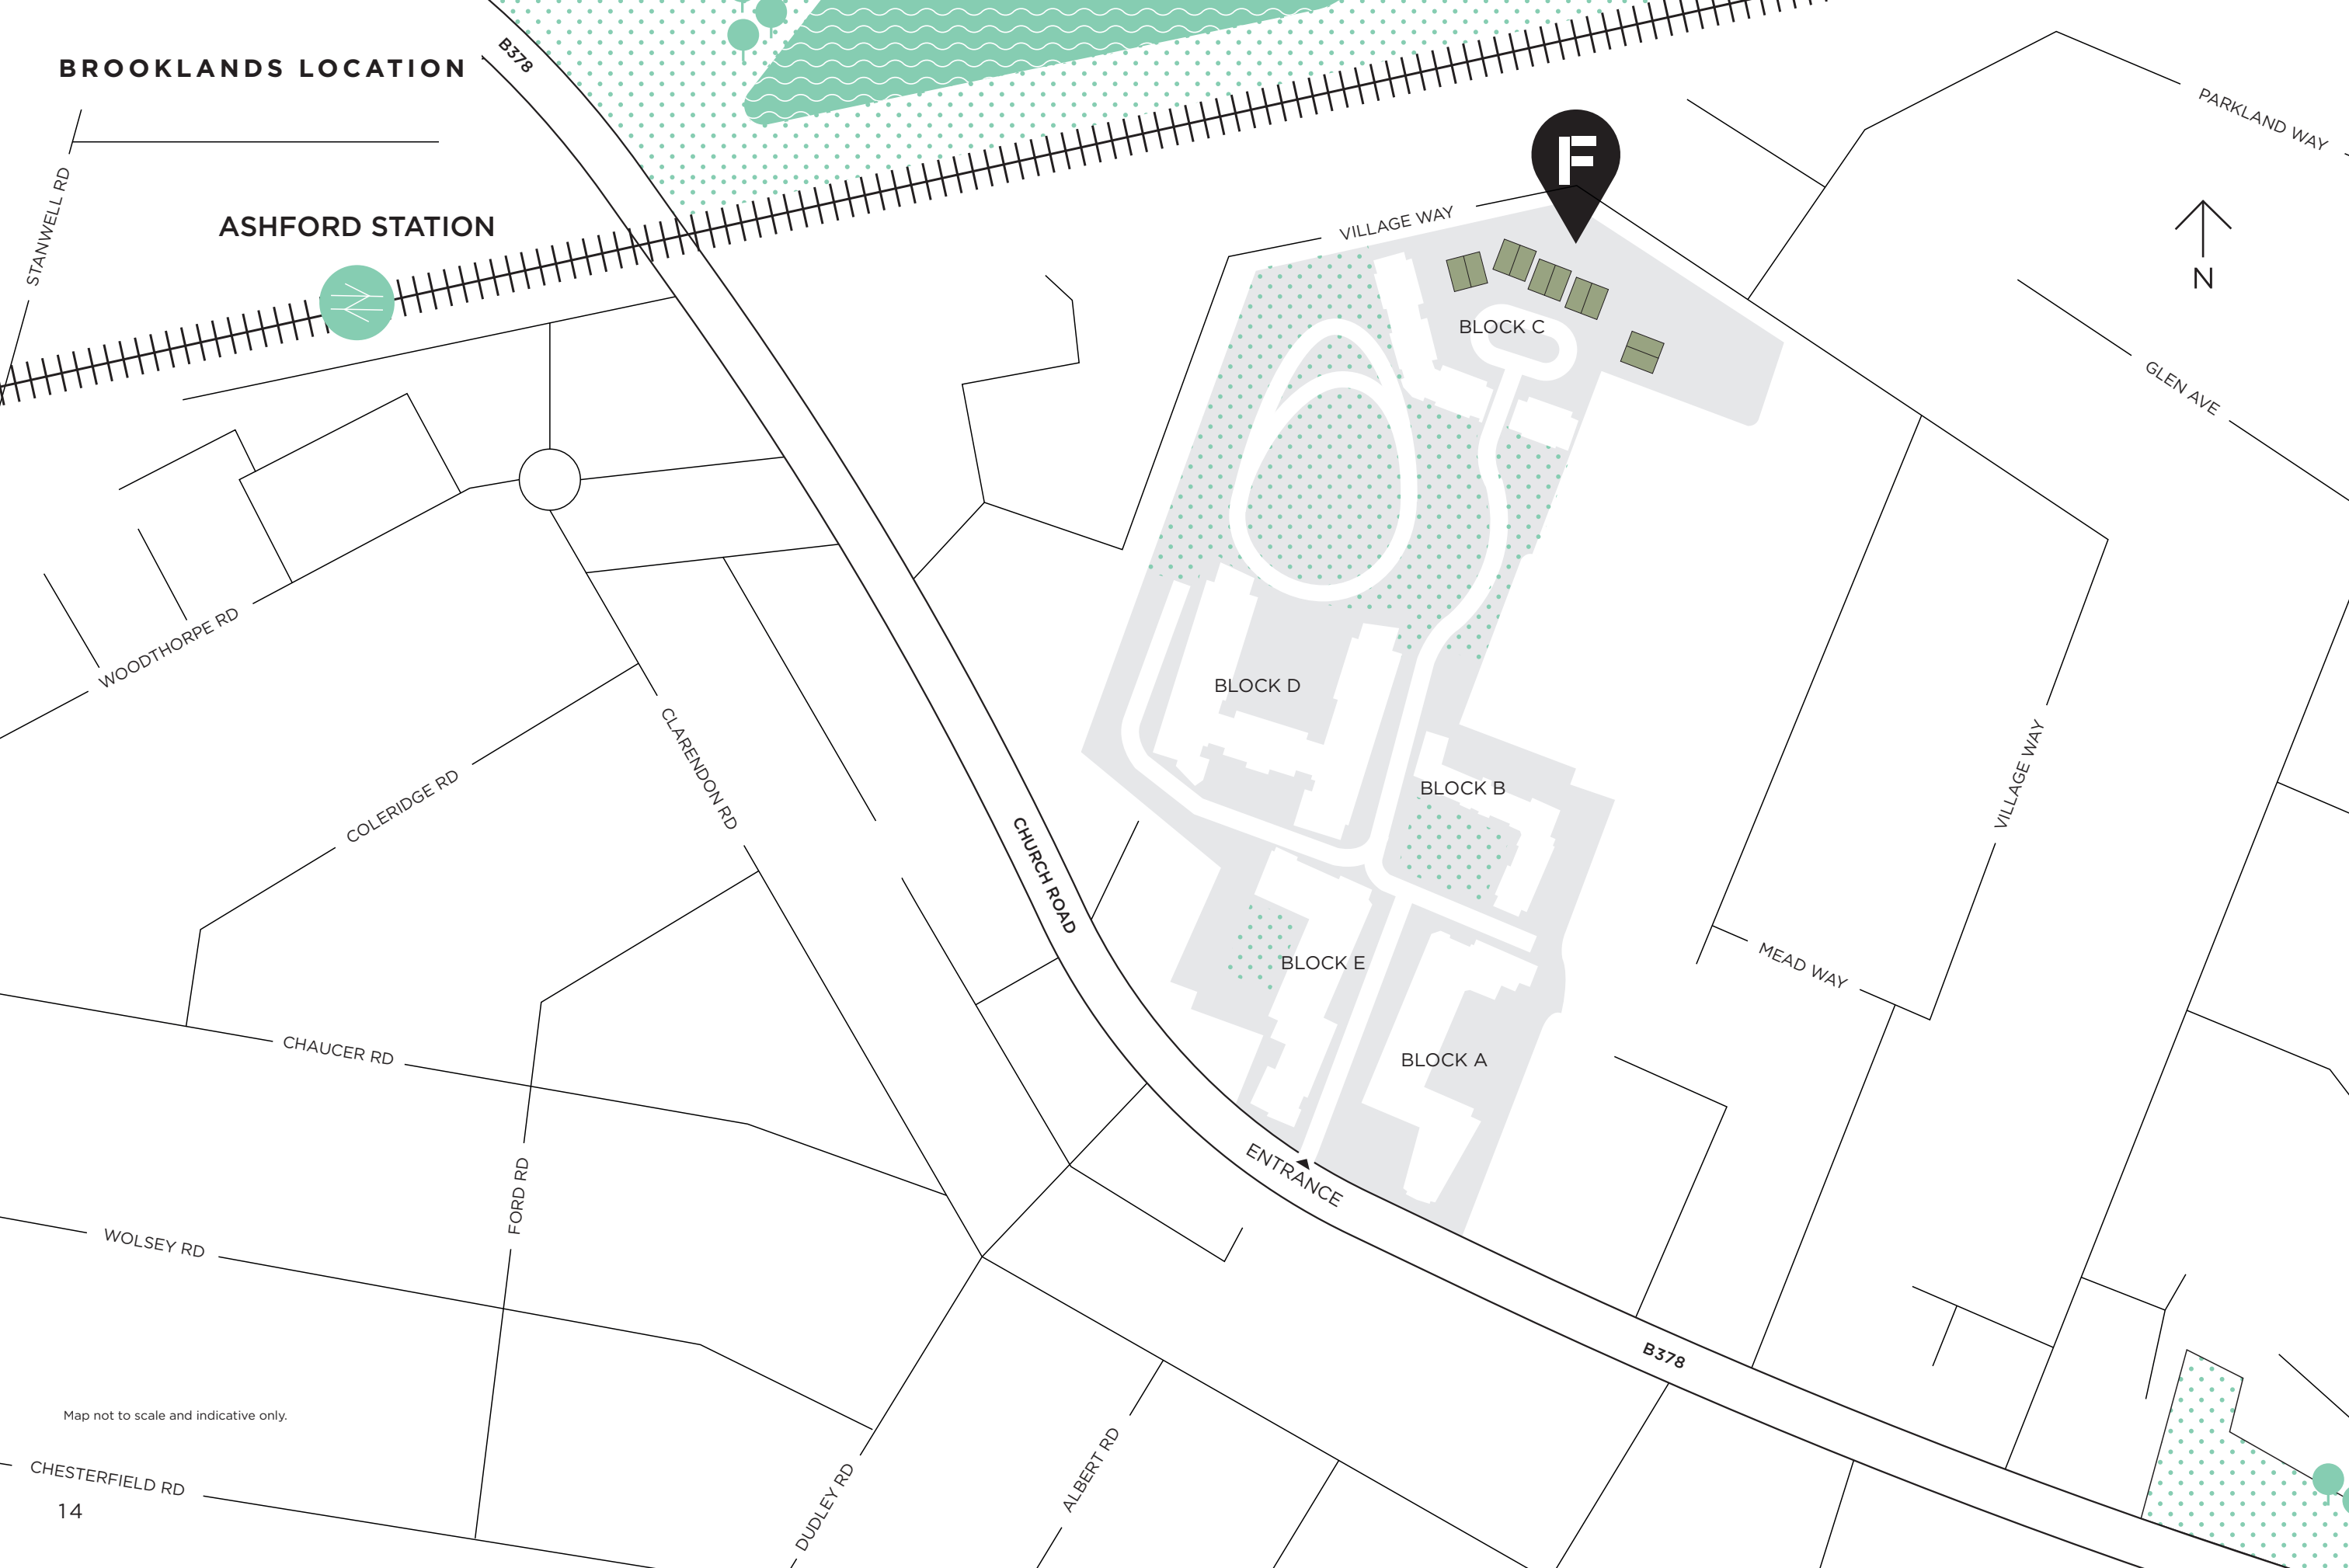 BROOKLANDS LOCATION
B378
PARKLAND WAY
STANWELL RD
ASHFORD STATION
F
VILLAGE WAY
N
BLOCK C
GLEN AVE
WOODTHORPE RD
BLOCK D
CLARENDON RD
COLERIDGE RD
BLOCK B
VILLAGE WAY
CHURCH ROAD
BLOCK E
MEAD WAY
CHAUCER RD
BLOCK A
FORD RD
ENTRANCE
WOLSEY RD
B378
Map not to scale and indicative only.
CHESTERFIELD RD
DUDLEY RD
ALBERT RD
14